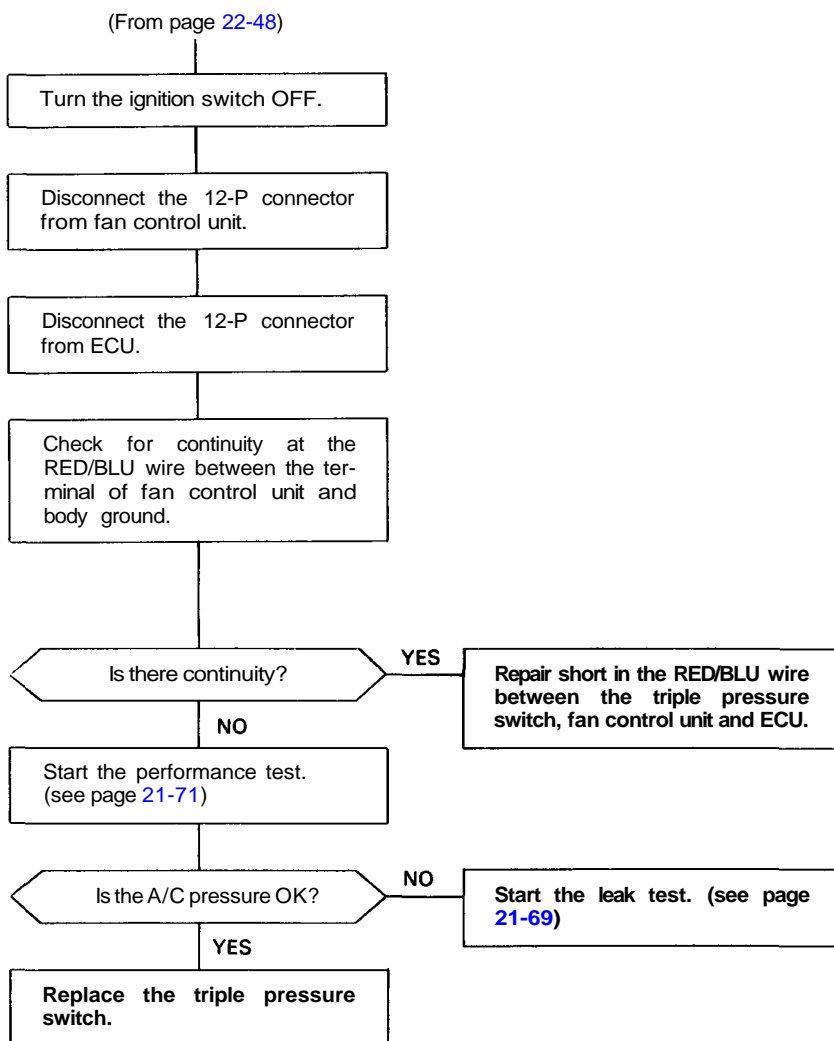 (From page 22-48)
Turn the ignition switch OFF.
Disconnect the 12-P connector
from fan control unit.
Disconnect the 12-P connector
from ECU.
Check for continuity at the
RED/BLU wire between the ter-
minal of fan control unit and
body ground.
Is there continuity?
YES
Repair short in the RED/BLU wire
between the triple pressure
switch, fan control unit and ECU.
NO
Start the performance test.
(see page 21-71)
Is the A/C pressure OK?
NO
Start the leak test. (see page
21-69)
YES
Replace the triple pressure
switch.